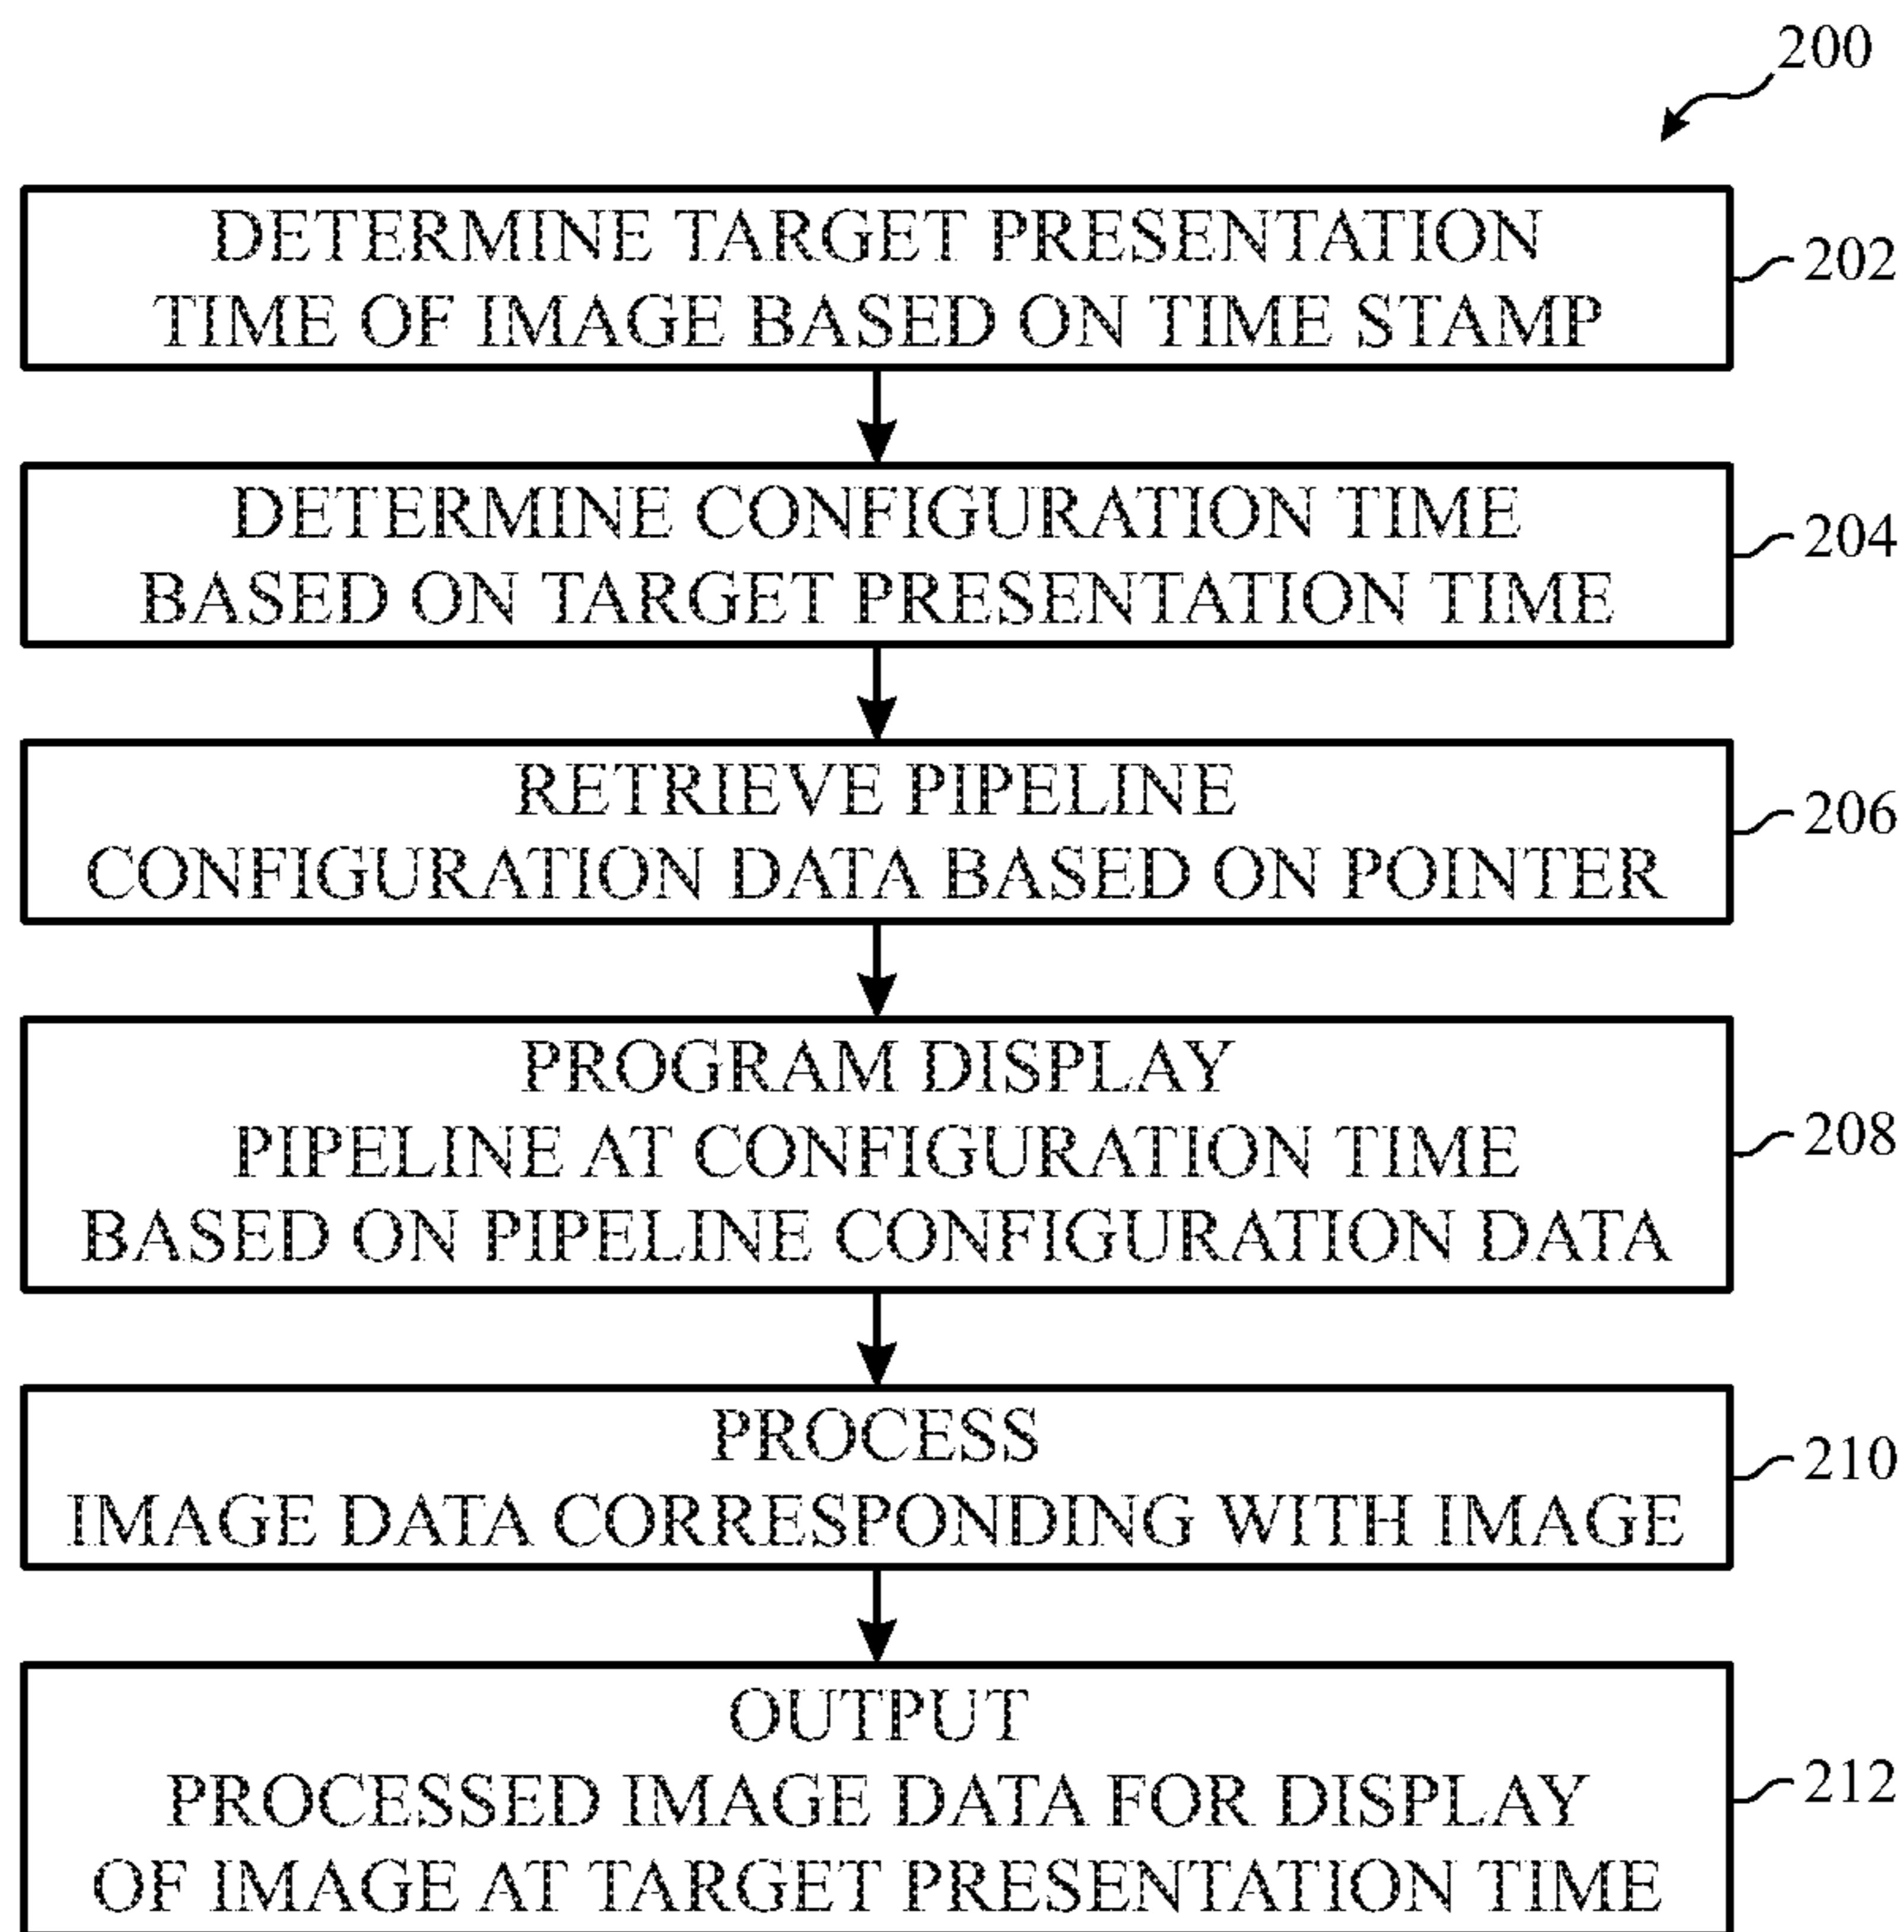 200
DETERMINE TARGET PRESENTATION
TIME OF IMAGE BASED ON TIME STAMP
202
DETERMINE CONFIGURATION TIME
BASED ON TARGET PRESENTATION TIME
204
RETRIEVE PIPELINE
CONFIGURATION DATA BASED ON POINTER
206
PROGRAM DISPLAY
PIPELINE AT CONFIGURATION TIME
BASED ON PIPELINE CONFIGURATION DATA
208
PROCESS
IMAGE DATA CORRESPONDING WITH IMAGE
210
OUTPUT
PROCESSED IMAGE DATA FOR DISPLAY
OF IMAGE AT TARGET PRESENTATION TIME
212